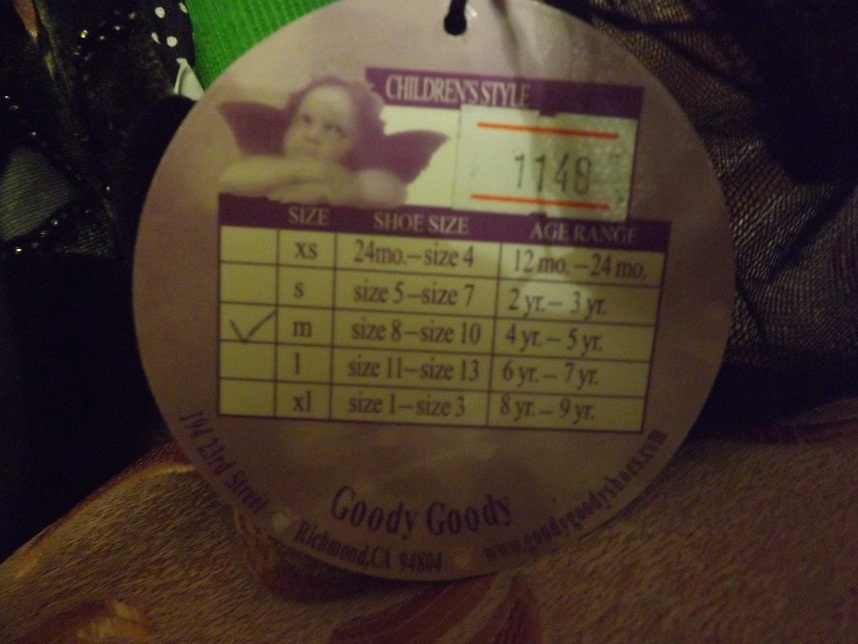 CHILDREN'S STYLE
1148
SIZE SHOE SIZE AGE RANGE
xs 24mo.–size 4 12 mo.–24 mo.
s size 5–size 7 2 yr.–3 yr.
m size 8–size 10 4 yr.–5 yr.
l size 11–size 13 6 yr.–7 yr.
xl size 1–size 3 8 yr.–9 yr.
Goody Goody
194 23rd Street Richmond,CA 94804 www.goodygoodyshoes.com